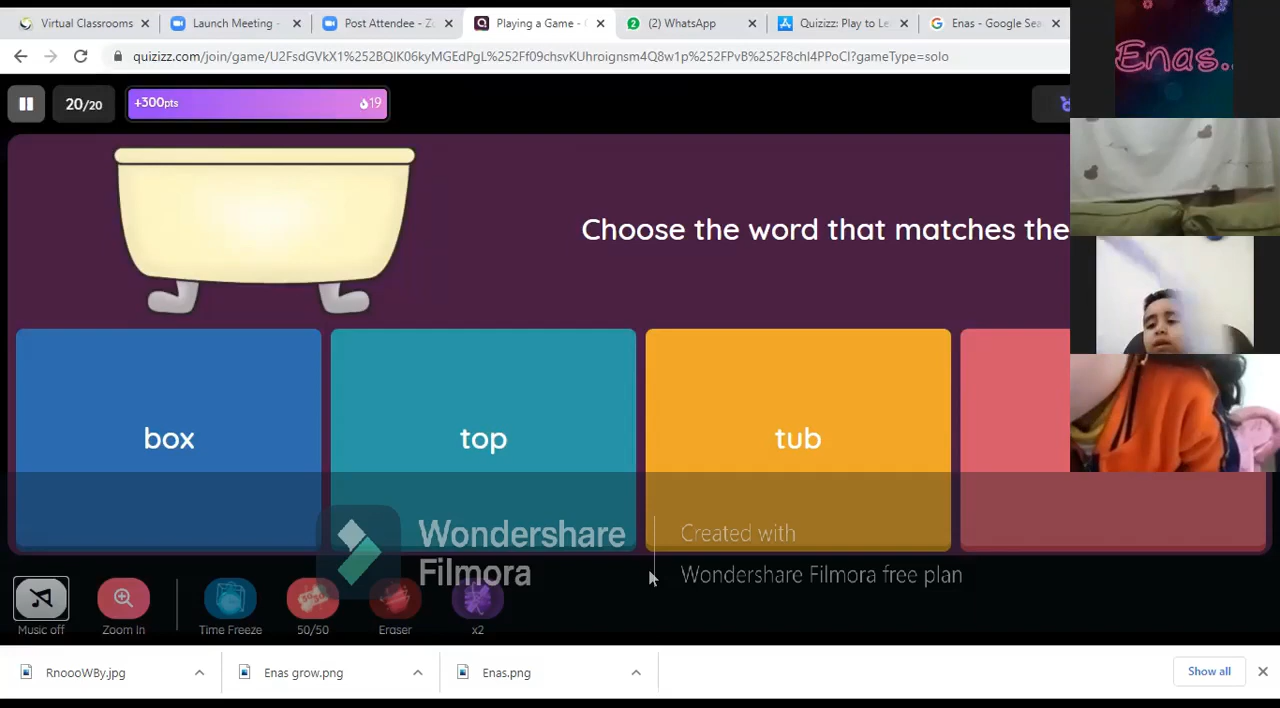 Virtual Classrooms
Launch Meeting -
Post Attendee - Z
Playing a Game -
(2) WhatsApp
Quizizz: Play to Le
Enas - Google Sea
quizizz.com/join/game/U2FsdGVkX1%252BQlK06kpzGEdPgL%252Ff09chsvKUhroignsm4Q8w1p%252FPvB%252F8chI4PPoCl?gameType=solo
Enas..
20/20
+300pts
19
Choose the word that matches the
box
top
tub
Wondershare
Filmora
Created with
Wondershare Filmora free plan
Music off
Zoom In
Time Freeze
50/50
Eraser
x2
RnoooWBy.jpg
Enas grow.png
Enas.png
Show all